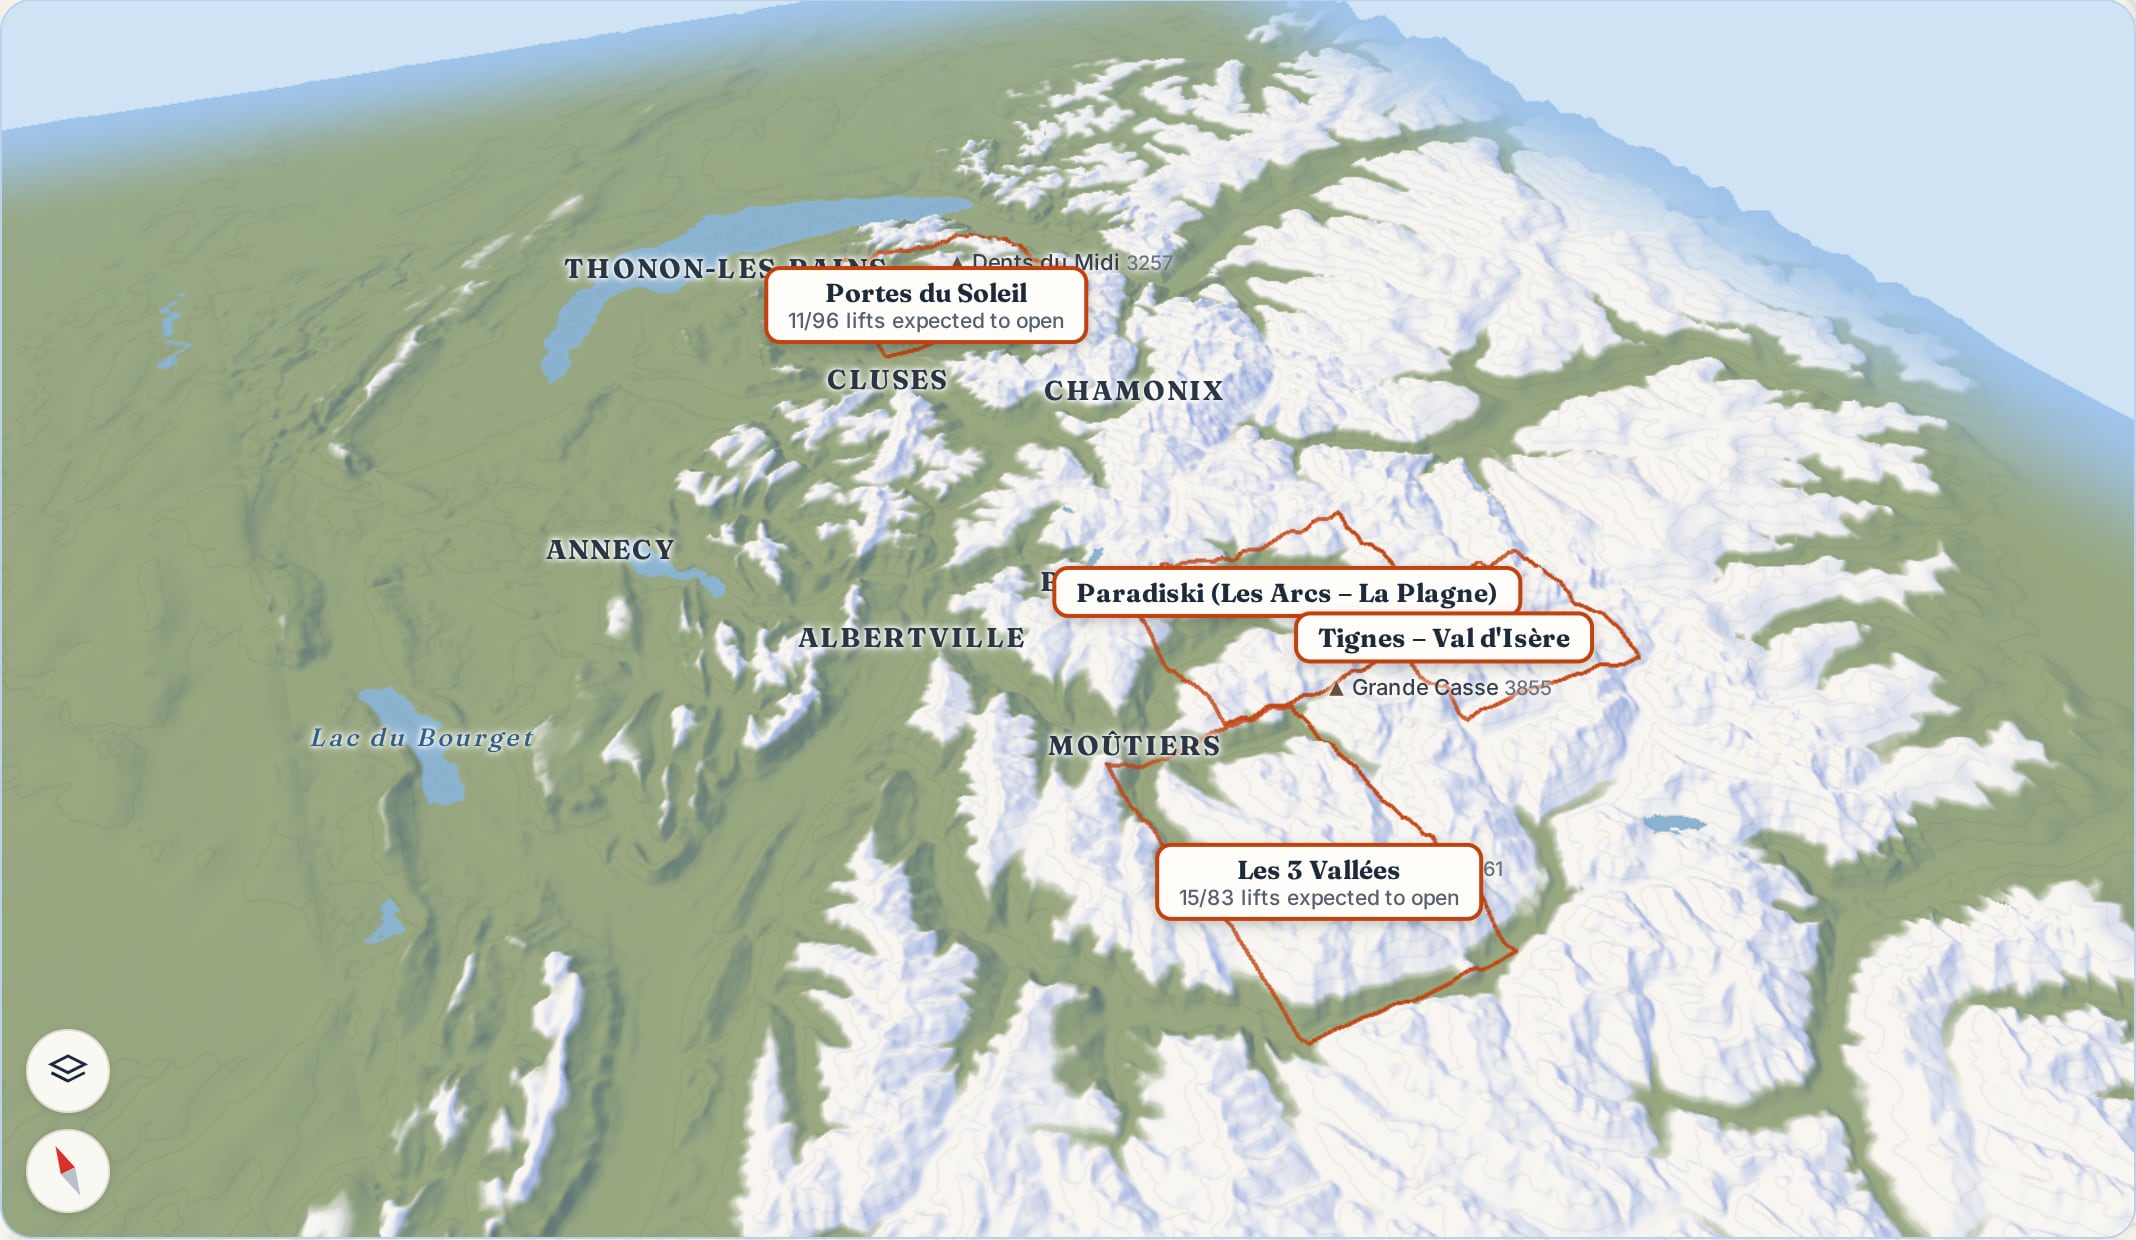 THONON-LES-BAINS
Dents du Midi 3257
Portes du Soleil
11/96 lifts expected to open
CLUSES
CHAMONIX
ANNECY
Paradiski (Les Arcs – La Plagne)
ALBERTVILLE
Tignes – Val d'Isère
Grande Casse 3855
Lac du Bourget
MOÛTIERS
Les 3 Vallées
61
15/83 lifts expected to open